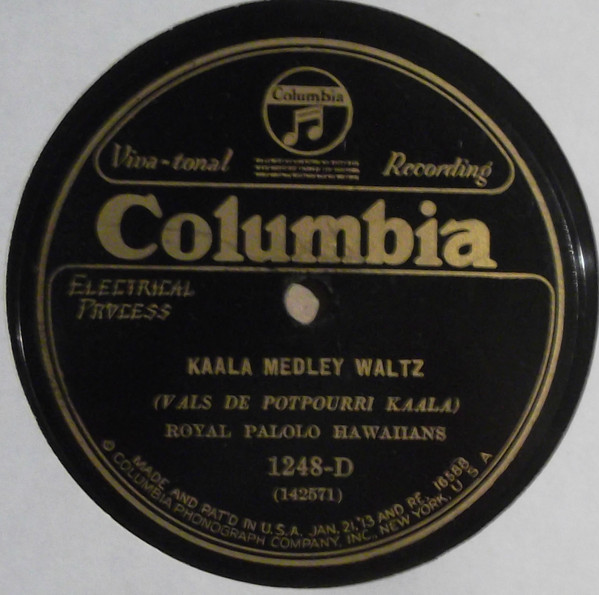 Columbia
Viva-tonal Recording
Columbia
ELECTRICAL
PROCESS
KAALA MEDLEY WALTZ
(VALS DE POTPOURRI KAALA)
ROYAL PALOLO HAWAIIANS
1248-D
(142571)
MADE AND PAT'D IN U.S.A. JAN. 21,'13 AND RE. 16588
© COLUMBIA PHONOGRAPH COMPANY, INC., NEW YORK, U S A